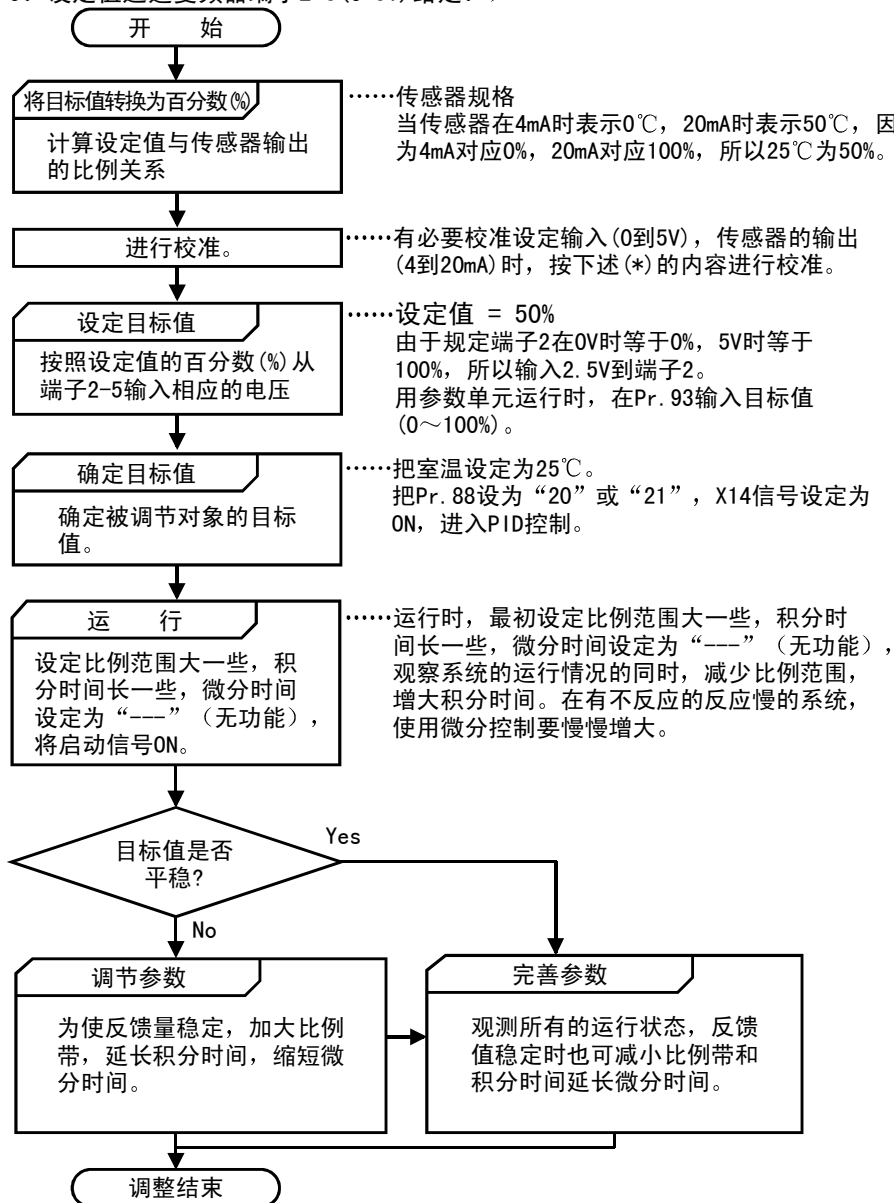 开 始
将目标值转换为百分数(%)
计算设定值与传感器输出
的比例关系
……传感器规格
当传感器在4mA时表示0℃，20mA时表示50℃，因
为4mA对应0%，20mA对应100%，所以25℃为50%。
进行校准。
……有必要校准设定输入(0到5V)，传感器的输出
(4到20mA)时，按下述(*)的内容进行校准。
设定目标值
按照设定值的百分数(%)从
端子2-5输入相应的电压
……设定值 = 50%
由于规定端子2在0V时等于0%，5V时等于
100%，所以输入2.5V到端子2。
用参数单元运行时，在Pr.93输入目标值
(0～100%)。
确定目标值
确定被调节对象的目标
值。
……把室温设定为25℃。
把Pr.88设为“20”或“21”，X14信号设定为
ON，进入PID控制。
运 行
设定比例范围大一些，积
分时间长一些，微分时间
设定为“---”（无功能），
将启动信号ON。
……运行时，最初设定比例范围大一些，积分时
间长一些，微分时间设定为“---”（无功能），
观察系统的运行情况的同时，减少比例范围，
增大积分时间。在有不反应的反应慢的系统，
使用微分控制要慢慢增大。
目标值是否
平稳?
Yes
No
调节参数
为使反馈量稳定，加大比例
带，延长积分时间，缩短微
分时间。
完善参数
观测所有的运行状态，反馈
值稳定时也可减小比例带和
积分时间延长微分时间。
调整结束